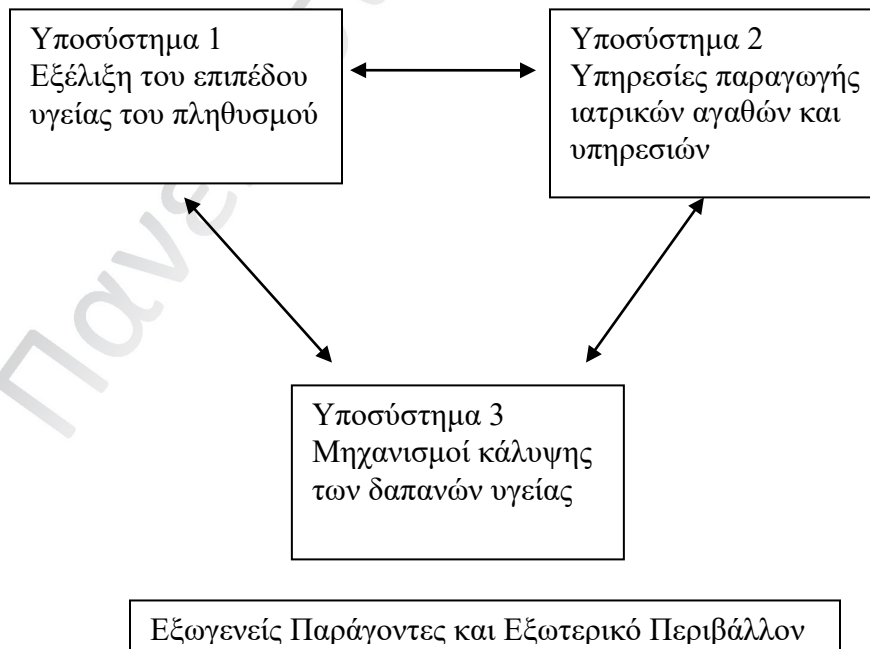 Υποσύστημα 1
Εξέλιξη του επιπέδου
υγείας του πληθυσμού
Υποσύστημα 2
Υπηρεσίες παραγωγής
ιατρικών αγαθών και
υπηρεσιών
Υποσύστημα 3
Μηχανισμοί κάλυψης
των δαπανών υγείας
Εξωγενείς Παράγοντες και Εξωτερικό Περιβάλλον